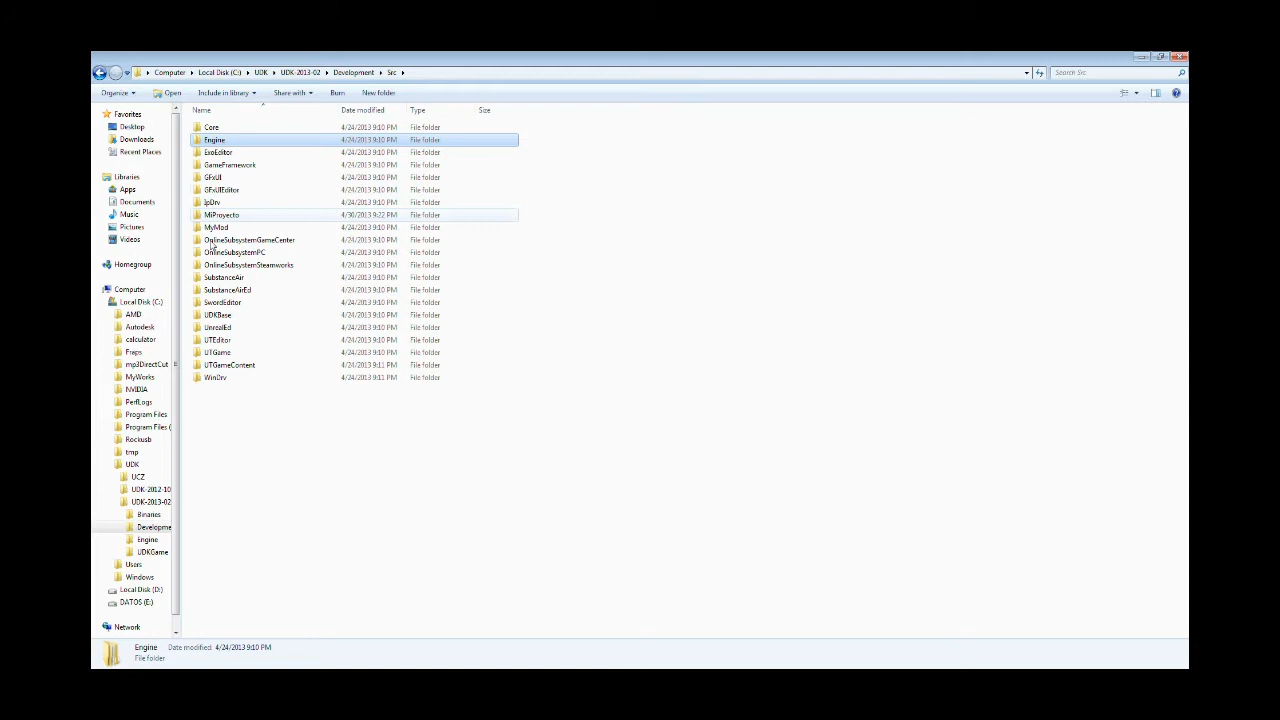 Computer Local Disk (C:) UDK UDK-2013-02 Development Src Search Src
Organize Open Include in library Share with Burn New folder
Name Date modified Type Size
Favorites
Desktop
Downloads
Recent Places
Libraries
Apps
Documents
Music
Pictures
Videos
Homegroup
Computer
Local Disk (C:)
AMD
Autodesk
calculator
Fraps
mp3DirectCut
MyWorks
NVIDIA
PerfLogs
Program Files
Program Files (
Rockusb
tmp
UDK
UCZ
UDK-2012-10
UDK-2013-02
Binaries
Developme
Engine
UDKGame
Users
Windows
Local Disk (D:)
DATOS (E:)
Network
Core 4/24/2013 9:10 PM File folder
Engine 4/24/2013 9:10 PM File folder
ExoEditor 4/24/2013 9:10 PM File folder
GameFramework 4/24/2013 9:10 PM File folder
GFxUI 4/24/2013 9:10 PM File folder
GFxUIEditor 4/24/2013 9:10 PM File folder
IpDrv 4/24/2013 9:10 PM File folder
MiProyecto 4/30/2013 9:22 PM File folder
MyMod 4/24/2013 9:10 PM File folder
OnlineSubsystemGameCenter 4/24/2013 9:10 PM File folder
OnlineSubsystemPC 4/24/2013 9:10 PM File folder
OnlineSubsystemSteamworks 4/24/2013 9:10 PM File folder
SubstanceAir 4/24/2013 9:10 PM File folder
SubstanceAirEd 4/24/2013 9:10 PM File folder
SwordEditor 4/24/2013 9:10 PM File folder
UDKBase 4/24/2013 9:10 PM File folder
UnrealEd 4/24/2013 9:10 PM File folder
UTEditor 4/24/2013 9:10 PM File folder
UTGame 4/24/2013 9:10 PM File folder
UTGameContent 4/24/2013 9:11 PM File folder
WinDrv 4/24/2013 9:11 PM File folder
Engine Date modified: 4/24/2013 9:10 PM
File folder